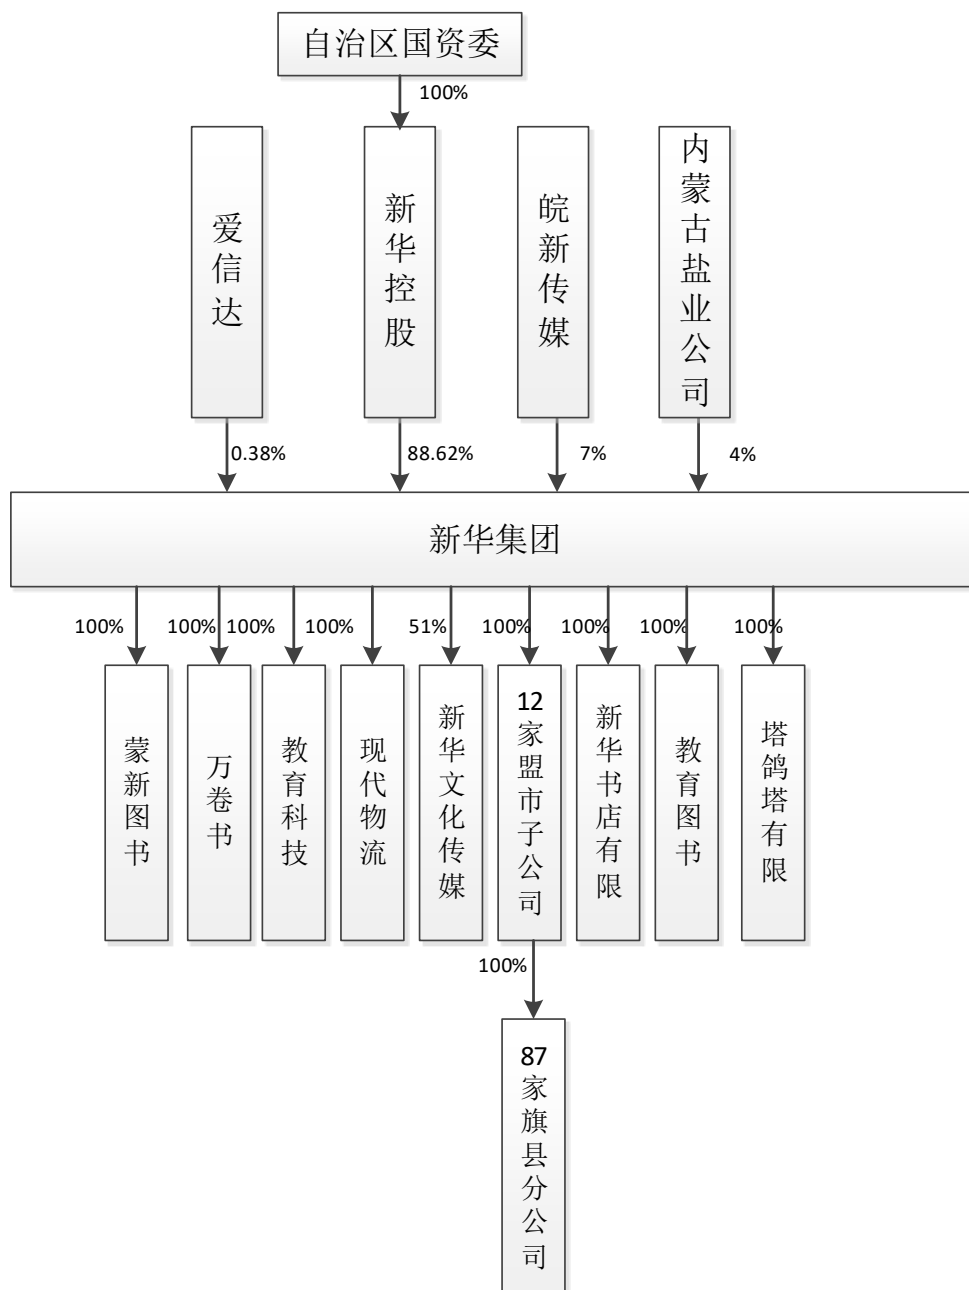 自治区国资委
100%
爱信达
新华控股
皖新传媒
内蒙古盐业公司
0.38%
88.62%
7%
4%
新华集团
100%
100%
100%
100%
51%
100%
100%
100%
100%
蒙新图书
万卷书
教育科技
现代物流
新华文化传媒
12家盟市子公司
新华书店有限
教育图书
塔鸽塔有限
100%
87家旗县分公司